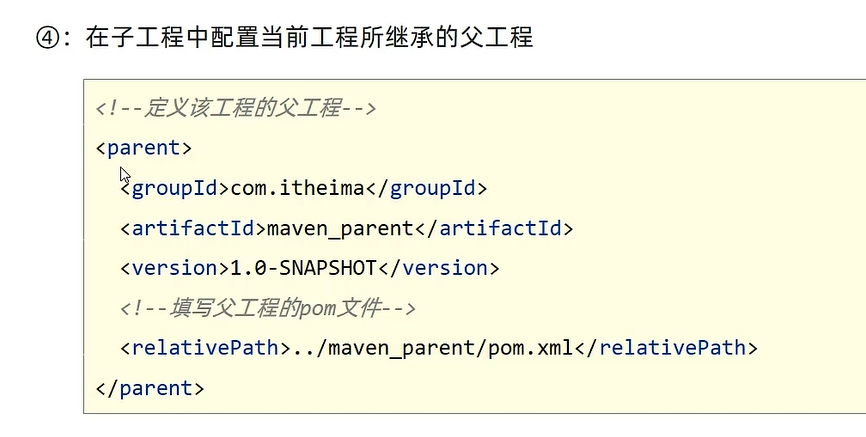 ④：在子工程中配置当前工程所继承的父工程
<!--定义该工程的父工程-->
<parent>
<groupId>com.itheima</groupId>
<artifactId>maven_parent</artifactId>
<version>1.0-SNAPSHOT</version>
<!--填写父工程的pom文件-->
<relativePath>../maven_parent/pom.xml</relativePath>
</parent>